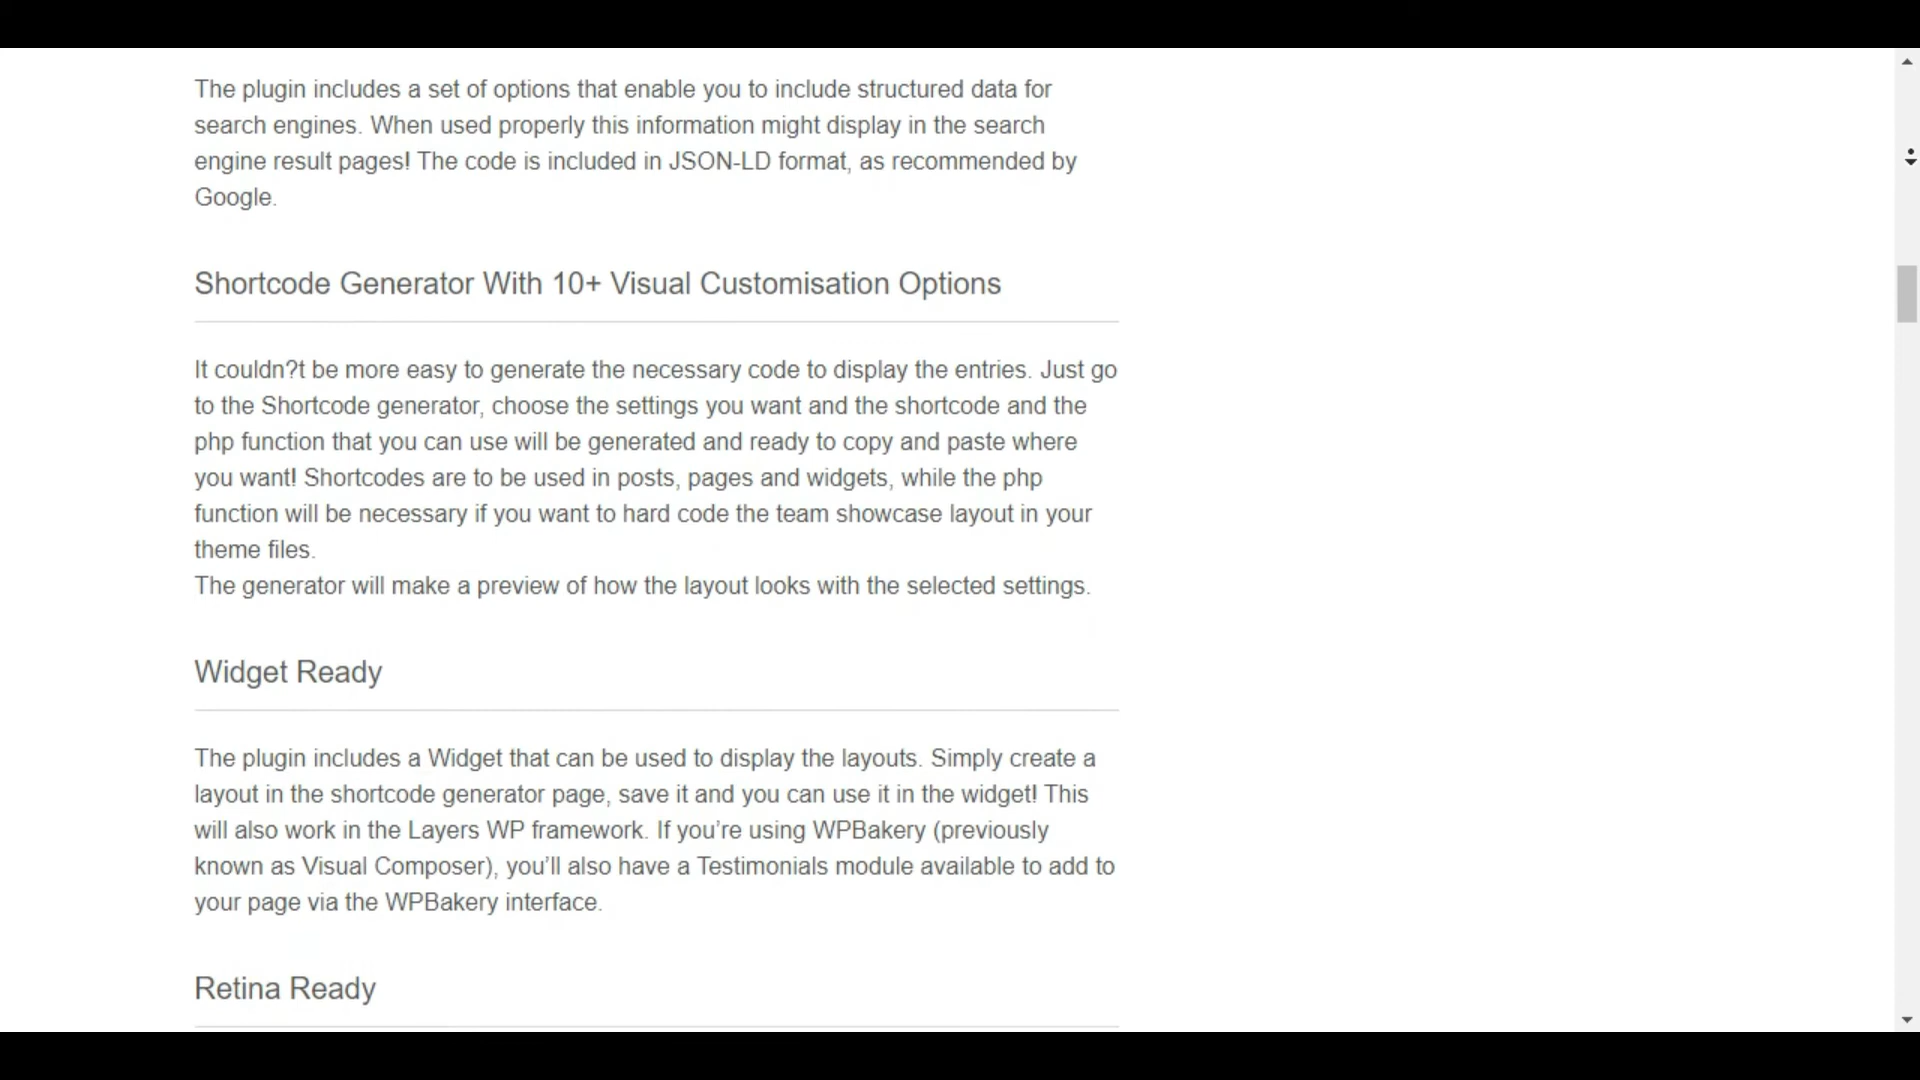 The plugin includes a set of options that enable you to include structured data for
search engines. When used properly this information might display in the search
engine result pages! The code is included in JSON-LD format, as recommended by
Google.
Shortcode Generator With 10+ Visual Customisation Options
It couldn?t be more easy to generate the necessary code to display the entries. Just go
to the Shortcode generator, choose the settings you want and the shortcode and the
php function that you can use will be generated and ready to copy and paste where
you want! Shortcodes are to be used in posts, pages and widgets, while the php
function will be necessary if you want to hard code the team showcase layout in your
theme files.
The generator will make a preview of how the layout looks with the selected settings.
Widget Ready
The plugin includes a Widget that can be used to display the layouts. Simply create a
layout in the shortcode generator page, save it and you can use it in the widget! This
will also work in the Layers WP framework. If you’re using WPBakery (previously
known as Visual Composer), you’ll also have a Testimonials module available to add to
your page via the WPBakery interface.
Retina Ready